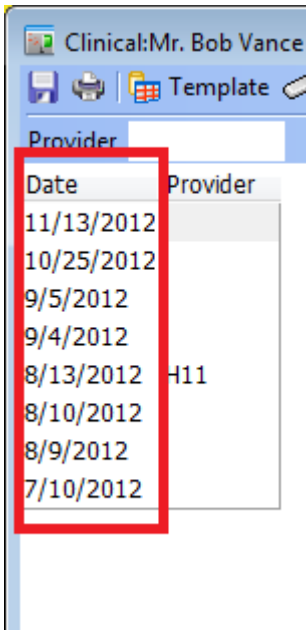 Clinical:Mr. Bob Vance
Template
Provider
Date Provider
11/13/2012
10/25/2012
9/5/2012
9/4/2012
8/13/2012 H11
8/10/2012
8/9/2012
7/10/2012